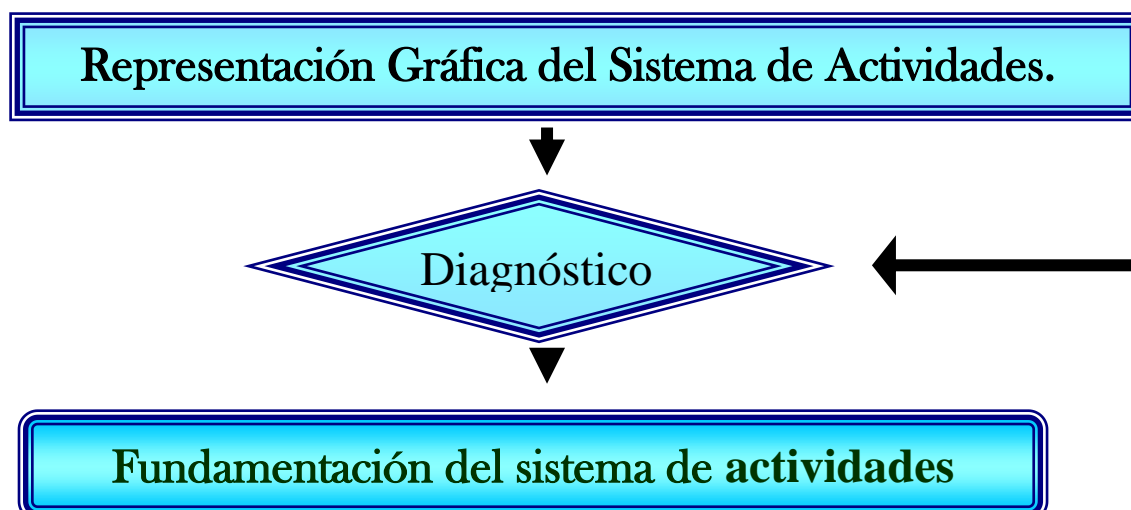 Representación Gráfica del Sistema de Actividades.
Diagnóstico
Fundamentación del sistema de actividades